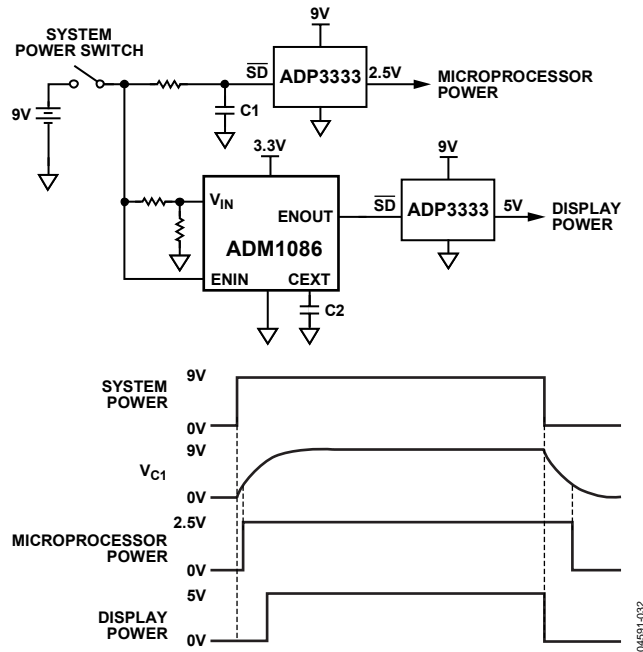 SYSTEM
POWER SWITCH
9V
9V
SD
ADP3333
2.5V
MICROPROCESSOR
POWER
C1
3.3V
VIN
ENOUT
ADM1086
ENIN
CEXT
C2
9V
SD
ADP3333
5V
DISPLAY
POWER
9V
SYSTEM
POWER
0V
9V
VC1
0V
2.5V
MICROPROCESSOR
POWER
0V
5V
DISPLAY
POWER
0V
04591-032